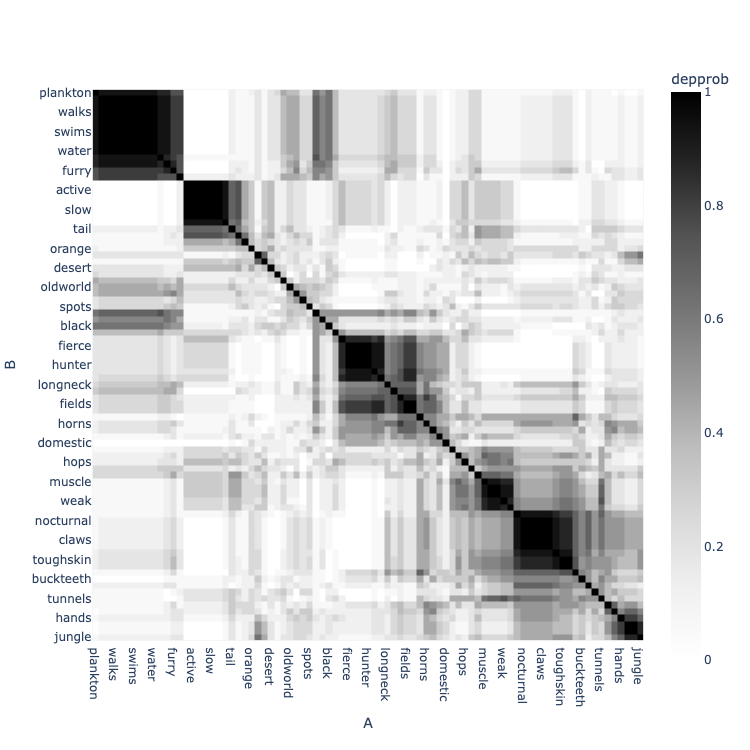 depprob
plankton
walks
swims
water
furry
active
slow
tail
orange
desert
oldworld
spots
black
fierce
hunter
longneck
fields
horns
domestic
hops
muscle
weak
nocturnal
claws
toughskin
buckteeth
tunnels
hands
jungle
B
1
0.8
0.6
0.4
0.2
0
plankton
walks
swims
water
furry
active
slow
tail
orange
desert
oldworld
spots
black
fierce
hunter
longneck
fields
horns
domestic
hops
muscle
weak
nocturnal
claws
toughskin
buckteeth
tunnels
hands
jungle
A